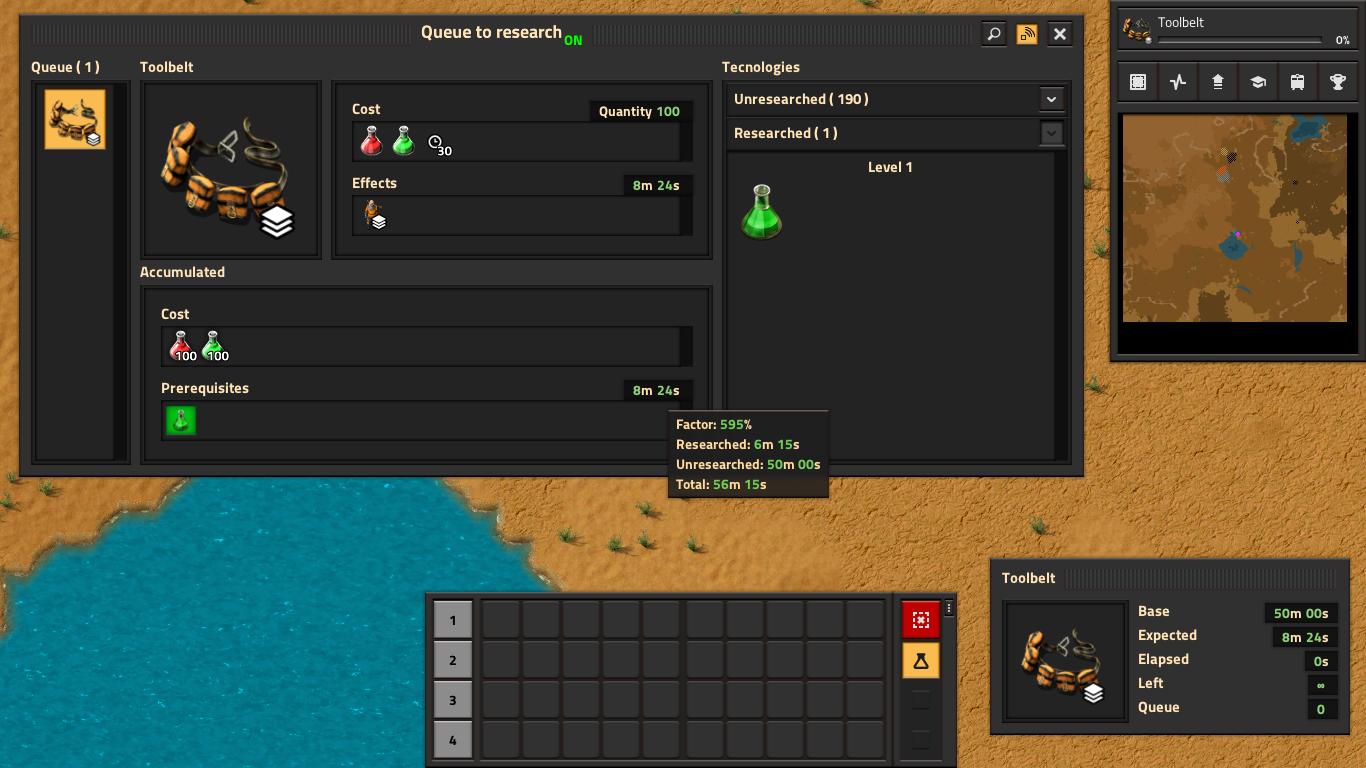 Queue to research ON
Queue ( 1 )
Toolbelt
Cost
Quantity 100
30
Effects
8m 24s
Accumulated
Cost
100 100
Prerequisites
8m 24s
Tecnologies
Unresearched ( 190 )
Researched ( 1 )
Level 1
Factor: 595%
Researched: 6m 15s
Unresearched: 50m 00s
Total: 56m 15s
Toolbelt
0%
1
2
3
4
Toolbelt
Base 50m 00s
Expected 8m 24s
Elapsed 0s
Left ∞
Queue 0